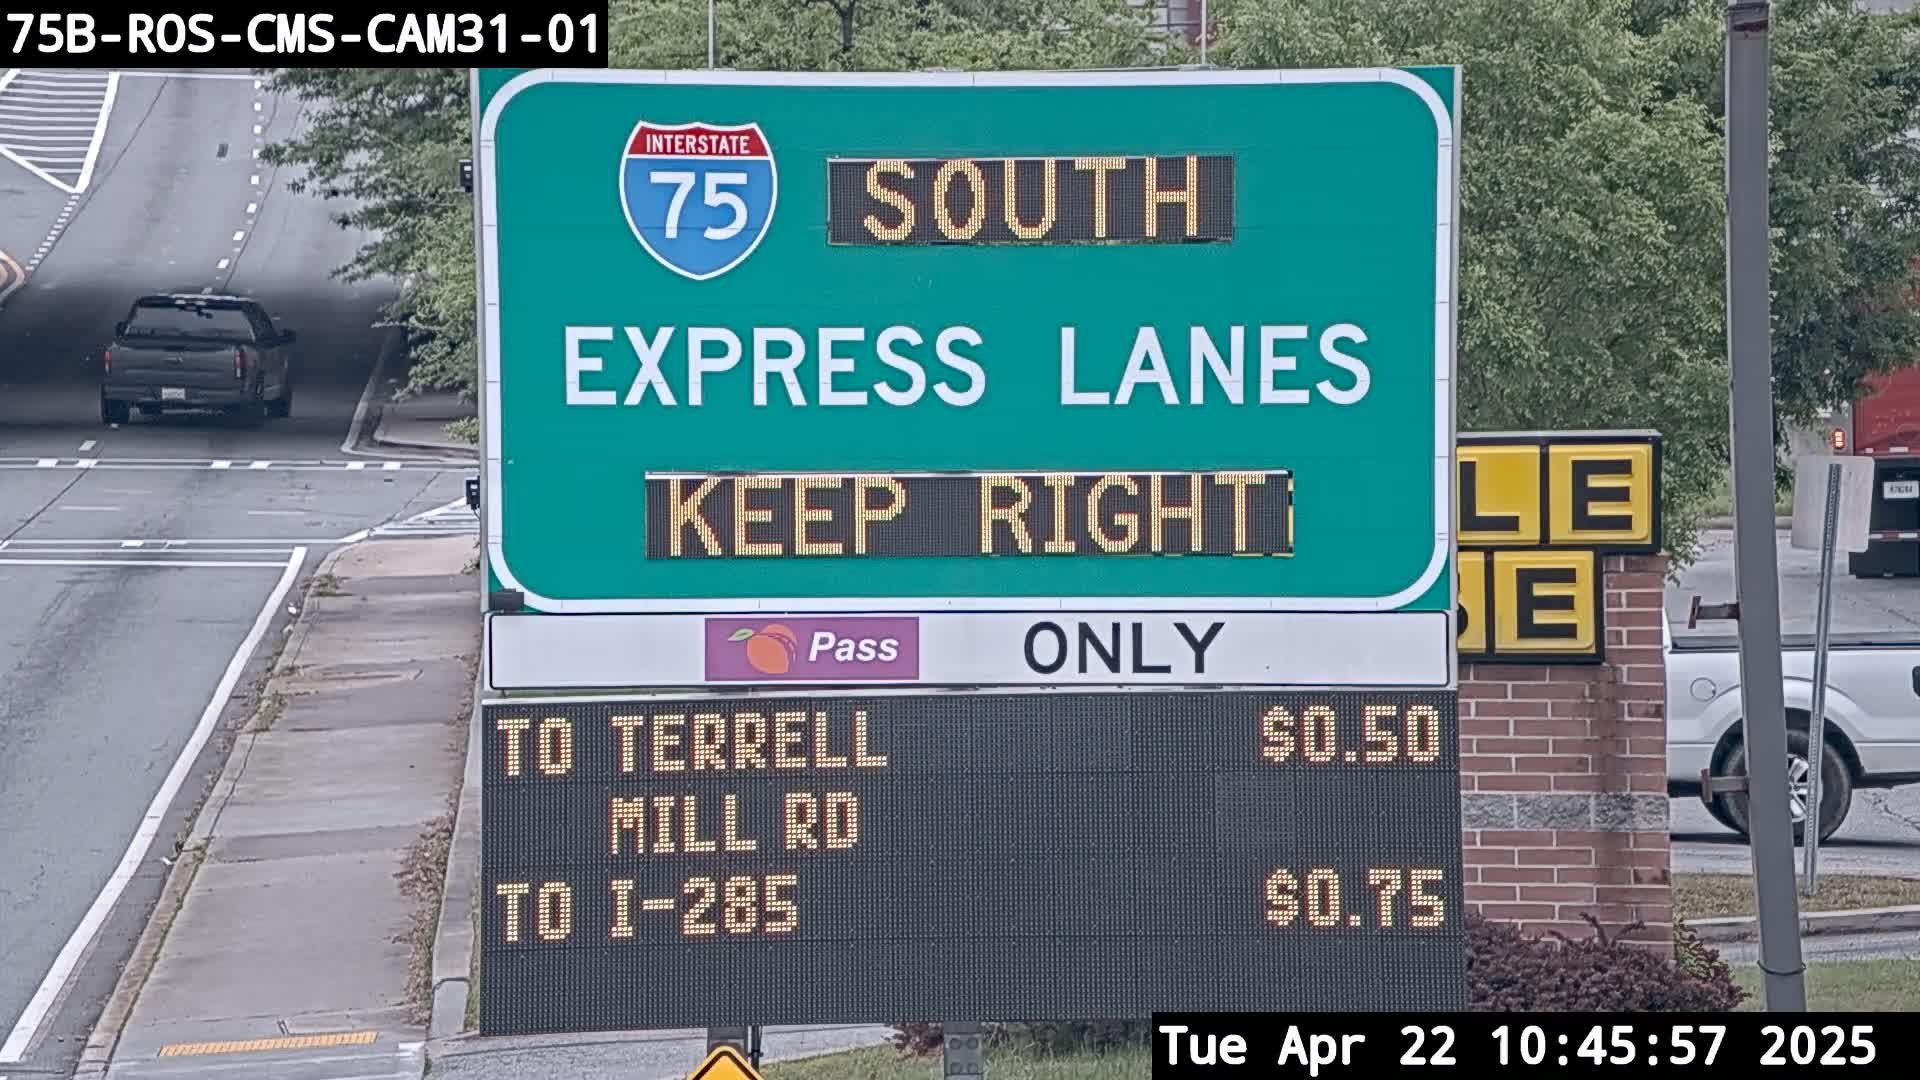 75B-ROS-CMS-CAM31-01
INTERSTATE
75
SOUTH
EXPRESS LANES
KEEP RIGHT
Pass ONLY
TO TERRELL $0.50
MILL RD
TO I-285 $0.75
LE
E
Tue Apr 22 10:45:57 2025